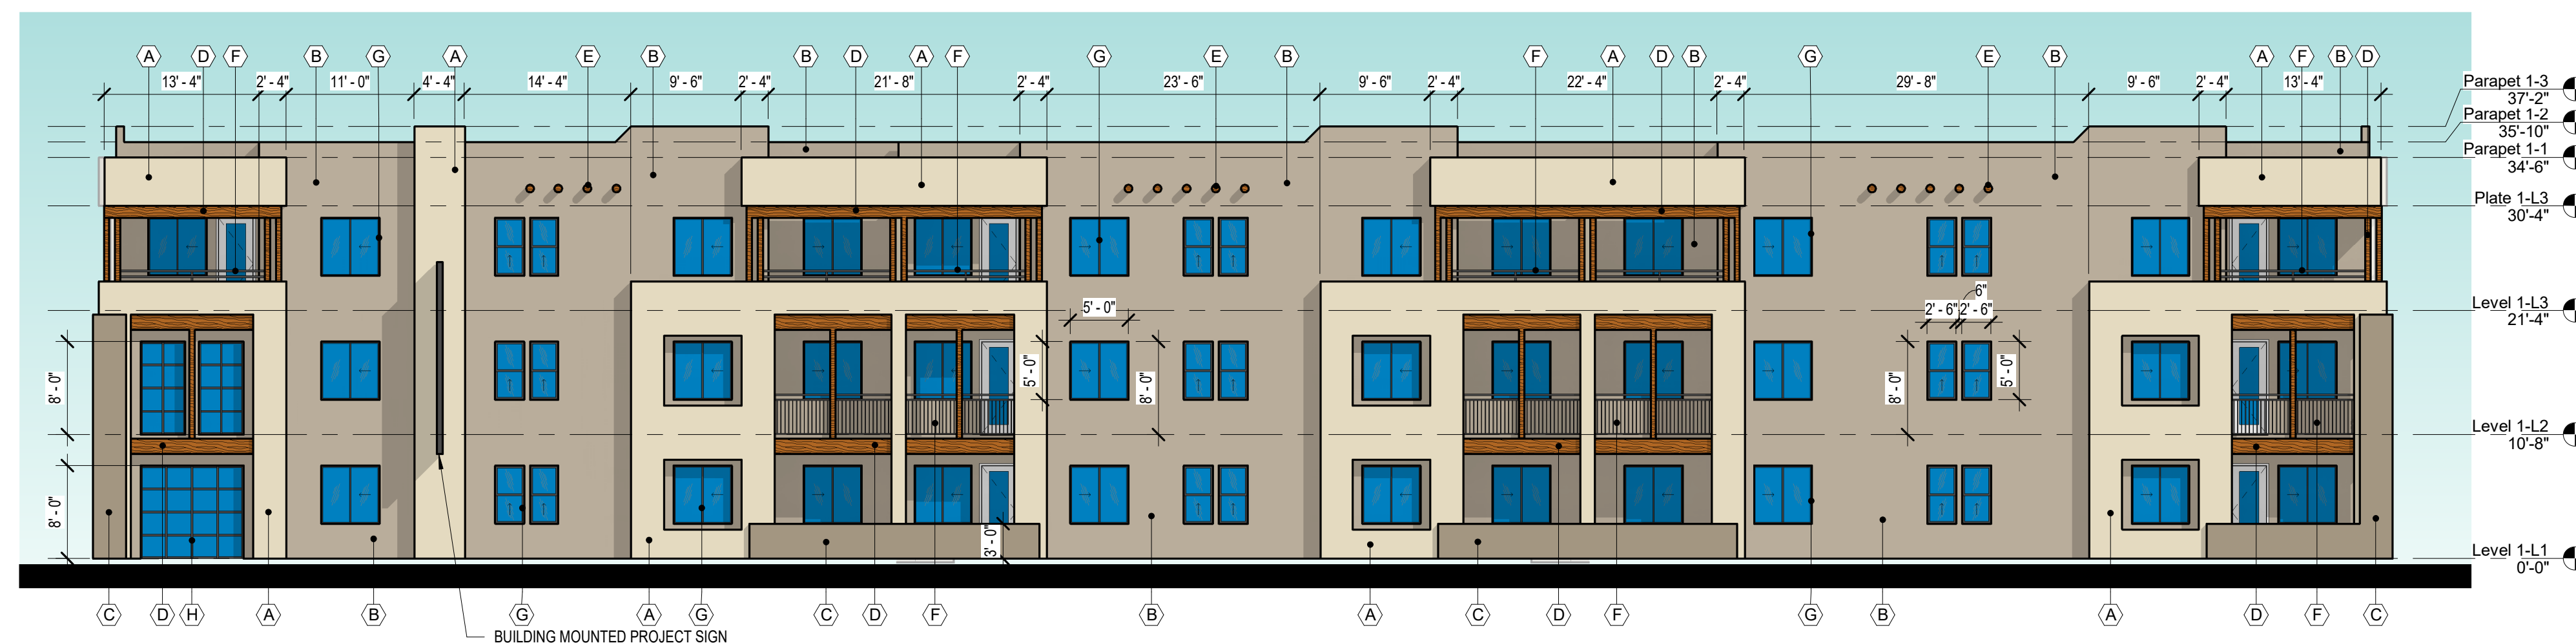 A D F B G A E B B D A F G E B F A D B G E B A F B D
13' - 4" 2' - 4" 11' - 0" 4' - 4" 14' - 4" 9' - 6" 2' - 4" 21' - 8" 2' - 4" 23' - 6" 9' - 6" 2' - 4" 22' - 4" 2' - 4" 29' - 8" 9' - 6" 2' - 4" 13' - 4"
Parapet 1-3
37'-2"
Parapet 1-2
35'-10"
Parapet 1-1
34'-6"
Plate 1-L3
30'-4"
Level 1-L3
21'-4"
5' - 0"
6"
2' - 6" 2' - 6"
8' - 0" 5' - 0" 8' - 0" 8' - 0" 5' - 0"
Level 1-L2
10'-8"
8' - 0" 3' - 0"
Level 1-L1
0'-0"
C D H A B G A G C D F B A C D F G B A D F C
BUILDING MOUNTED PROJECT SIGN